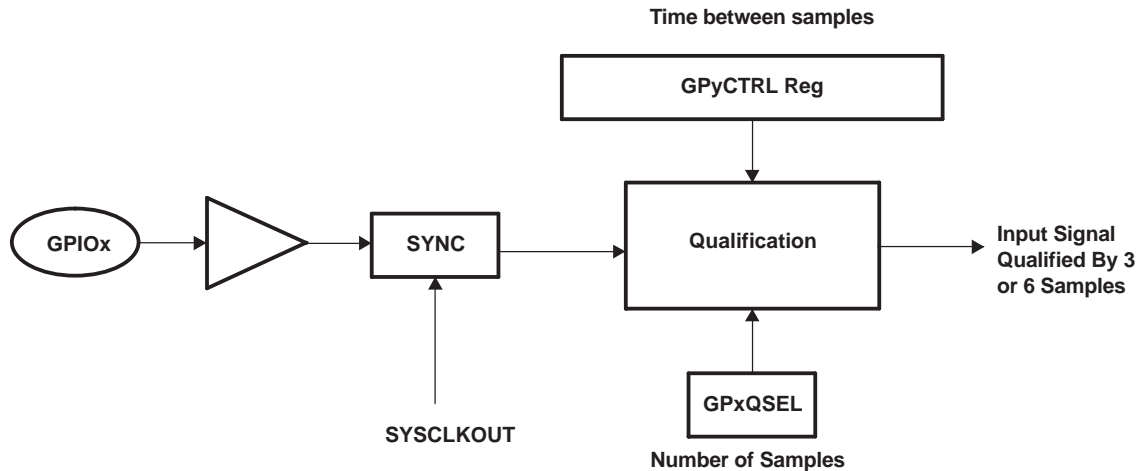 Time between samples
GPyCTRL Reg
GPIOx
SYNC
Qualification
Input Signal
Qualified By 3
or 6 Samples
GPxQSEL
SYSCLKOUT
Number of Samples